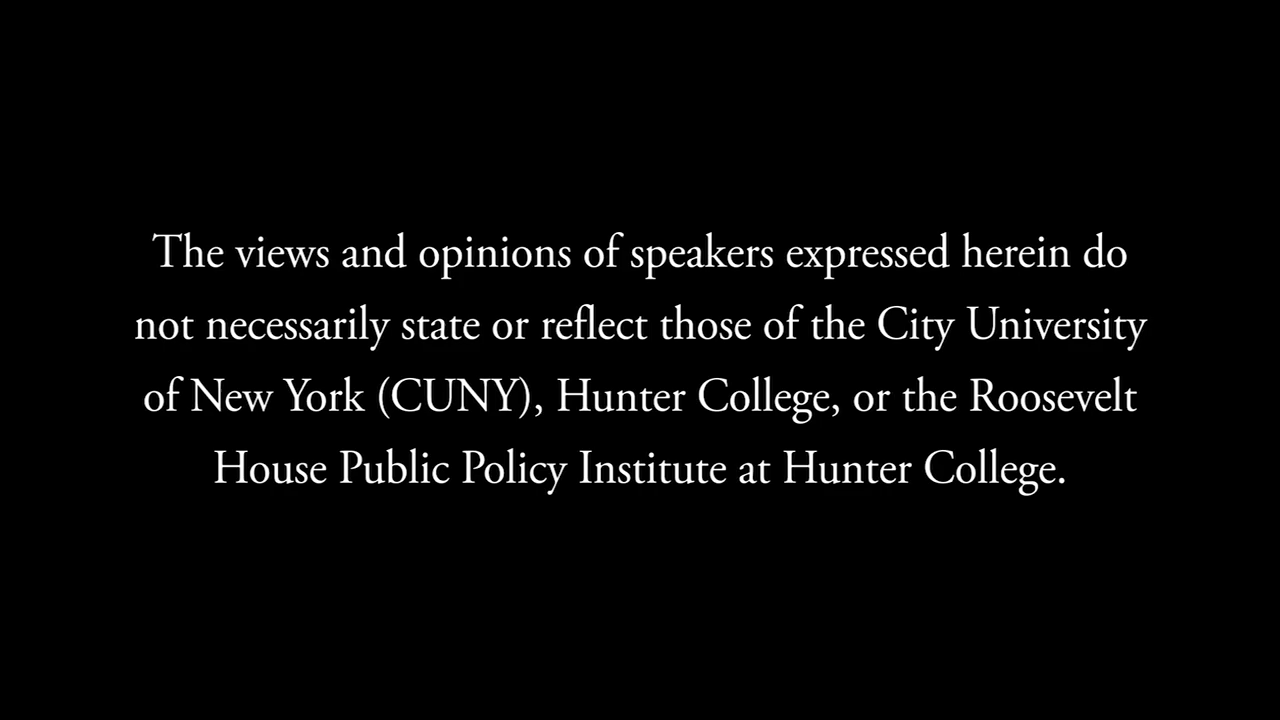 The views and opinions of speakers expressed herein do
not necessarily state or reflect those of the City University
of New York (CUNY), Hunter College, or the Roosevelt
House Public Policy Institute at Hunter College.